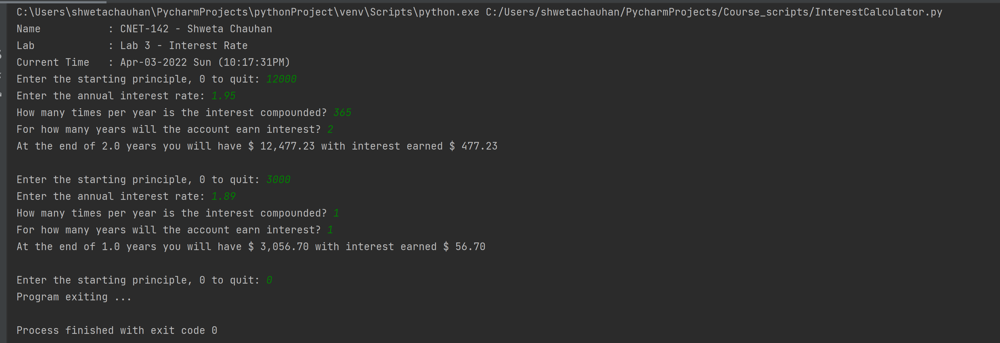 C:\Users\shwetachauhan\PycharmProjects\pythonProject\venv\Scripts\python.exe C:/Users/shwetachauhan/PycharmProjects/Course_scripts/InterestCalculator.py
Name           : CNET-142 - Shweta Chauhan
Lab            : Lab 3 - Interest Rate
Current Time   : Apr-03-2022 Sun (10:17:31PM)
Enter the starting principle, 0 to quit: 12000
Enter the annual interest rate: 1.95
How many times per year is the interest compounded? 365
For how many years will the account earn interest? 2
At the end of 2.0 years you will have $ 12,477.23 with interest earned $ 477.23
Enter the starting principle, 0 to quit: 3000
Enter the annual interest rate: 1.89
How many times per year is the interest compounded? 1
For how many years will the account earn interest? 1
At the end of 1.0 years you will have $ 3,056.70 with interest earned $ 56.70
Enter the starting principle, 0 to quit: 0
Program exiting ...
Process finished with exit code 0